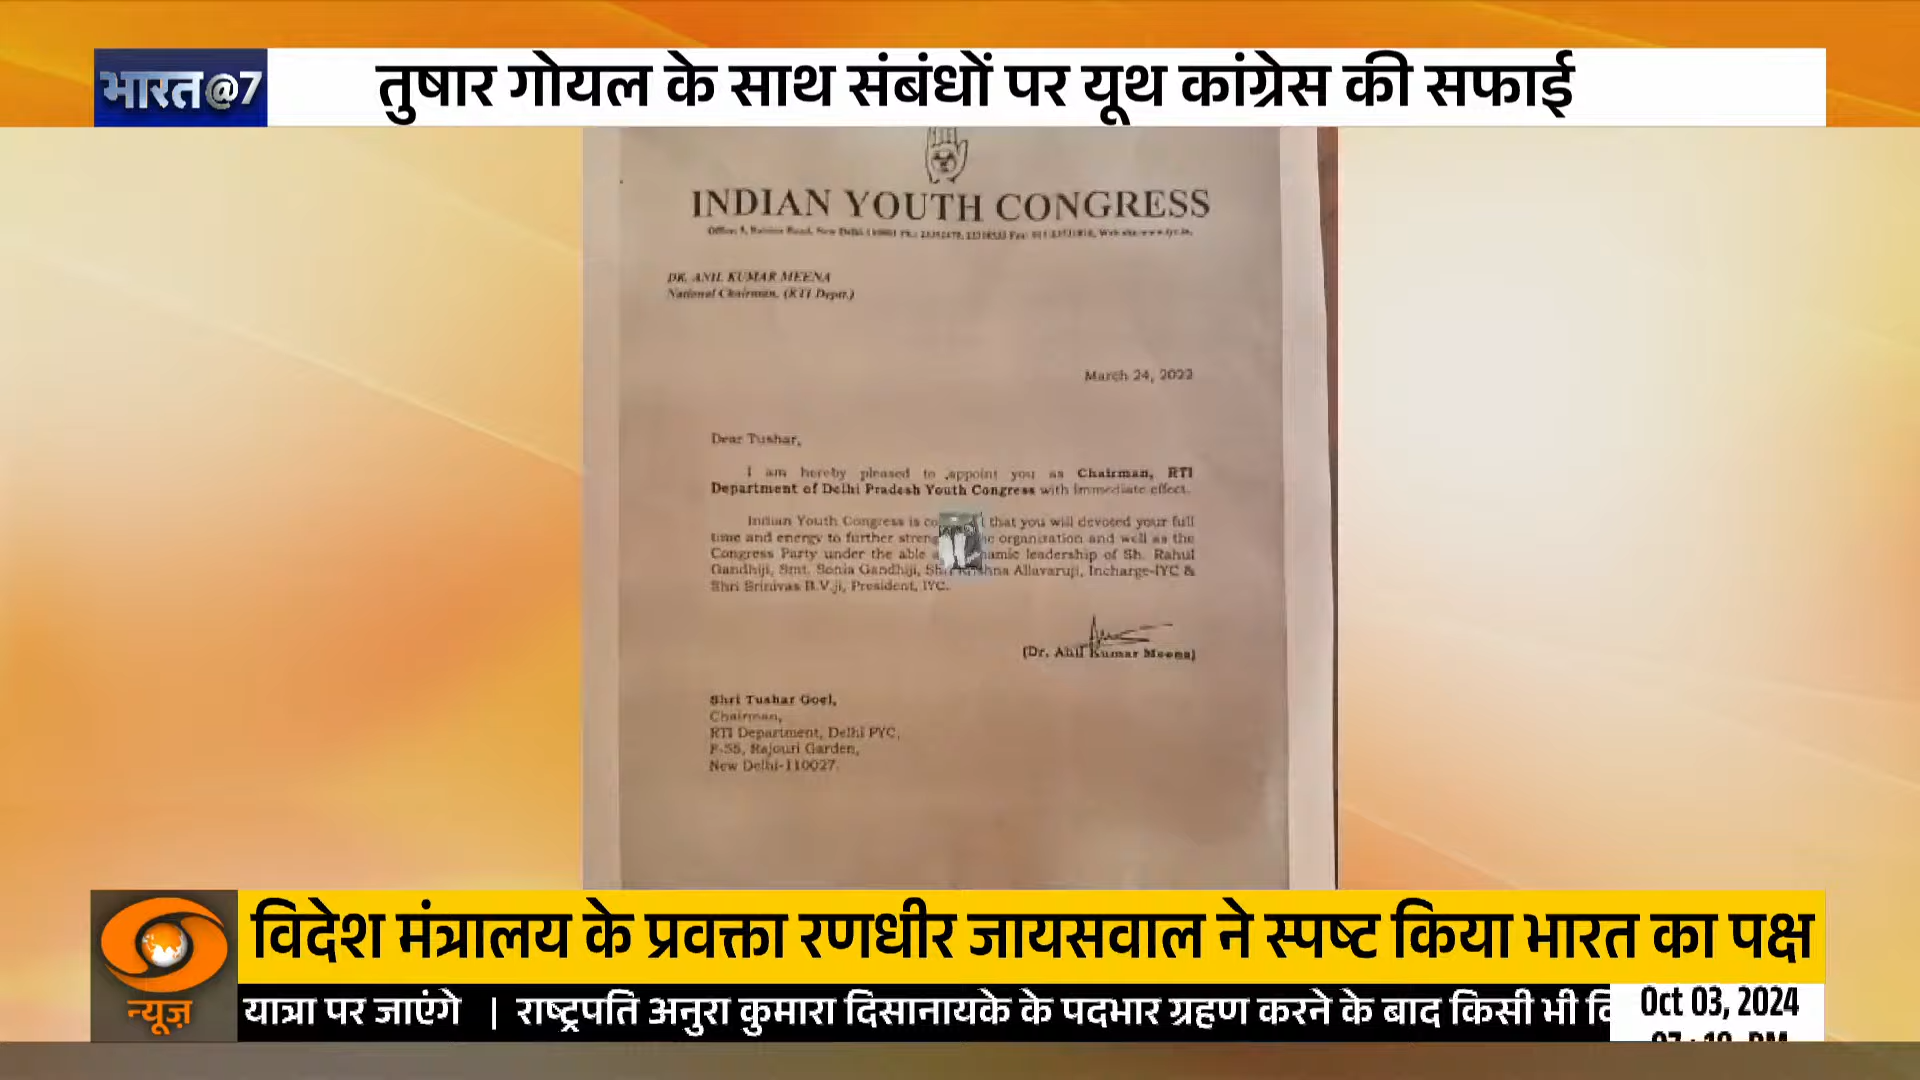 भारत@7
तुषार गोयल के साथ संबंधों पर यूथ कांग्रेस की सफाई
INDIAN YOUTH CONGRESS
DR. ANIL KUMAR MEENA
National Chairman, (RTI Deptt.)
March 24, 2022
Dear Tushar,
I am hereby pleased to appoint you as Chairman, RTI
Department of Delhi Pradesh Youth Congress with immediate effect.
Indian Youth Congress is that you will devoted your full
time and energy to further organization and well as the
Congress Party under the able leadership of Sh. Rahul
Gandhiji, Smt. Sonia Gandhiji, Allavaruji, Incharge-IYC &
Shri Srinivas B.V.ji, President, IYC.
(Dr. Anil Kumar Meena)
Shri Tushar Goel,
Chairman,
RTI Department, Delhi PYC,
F-55, Rajouri Garden,
New Delhi-110027.
विदेश मंत्रालय के प्रवक्ता रणधीर जायसवाल ने स्पष्ट किया भारत का पक्ष
न्यूज़
यात्रा पर जाएंगे | राष्ट्रपति अनुरा कुमारा दिसानायके के पदभार ग्रहण करने के बाद किसी भी
Oct 03, 2024